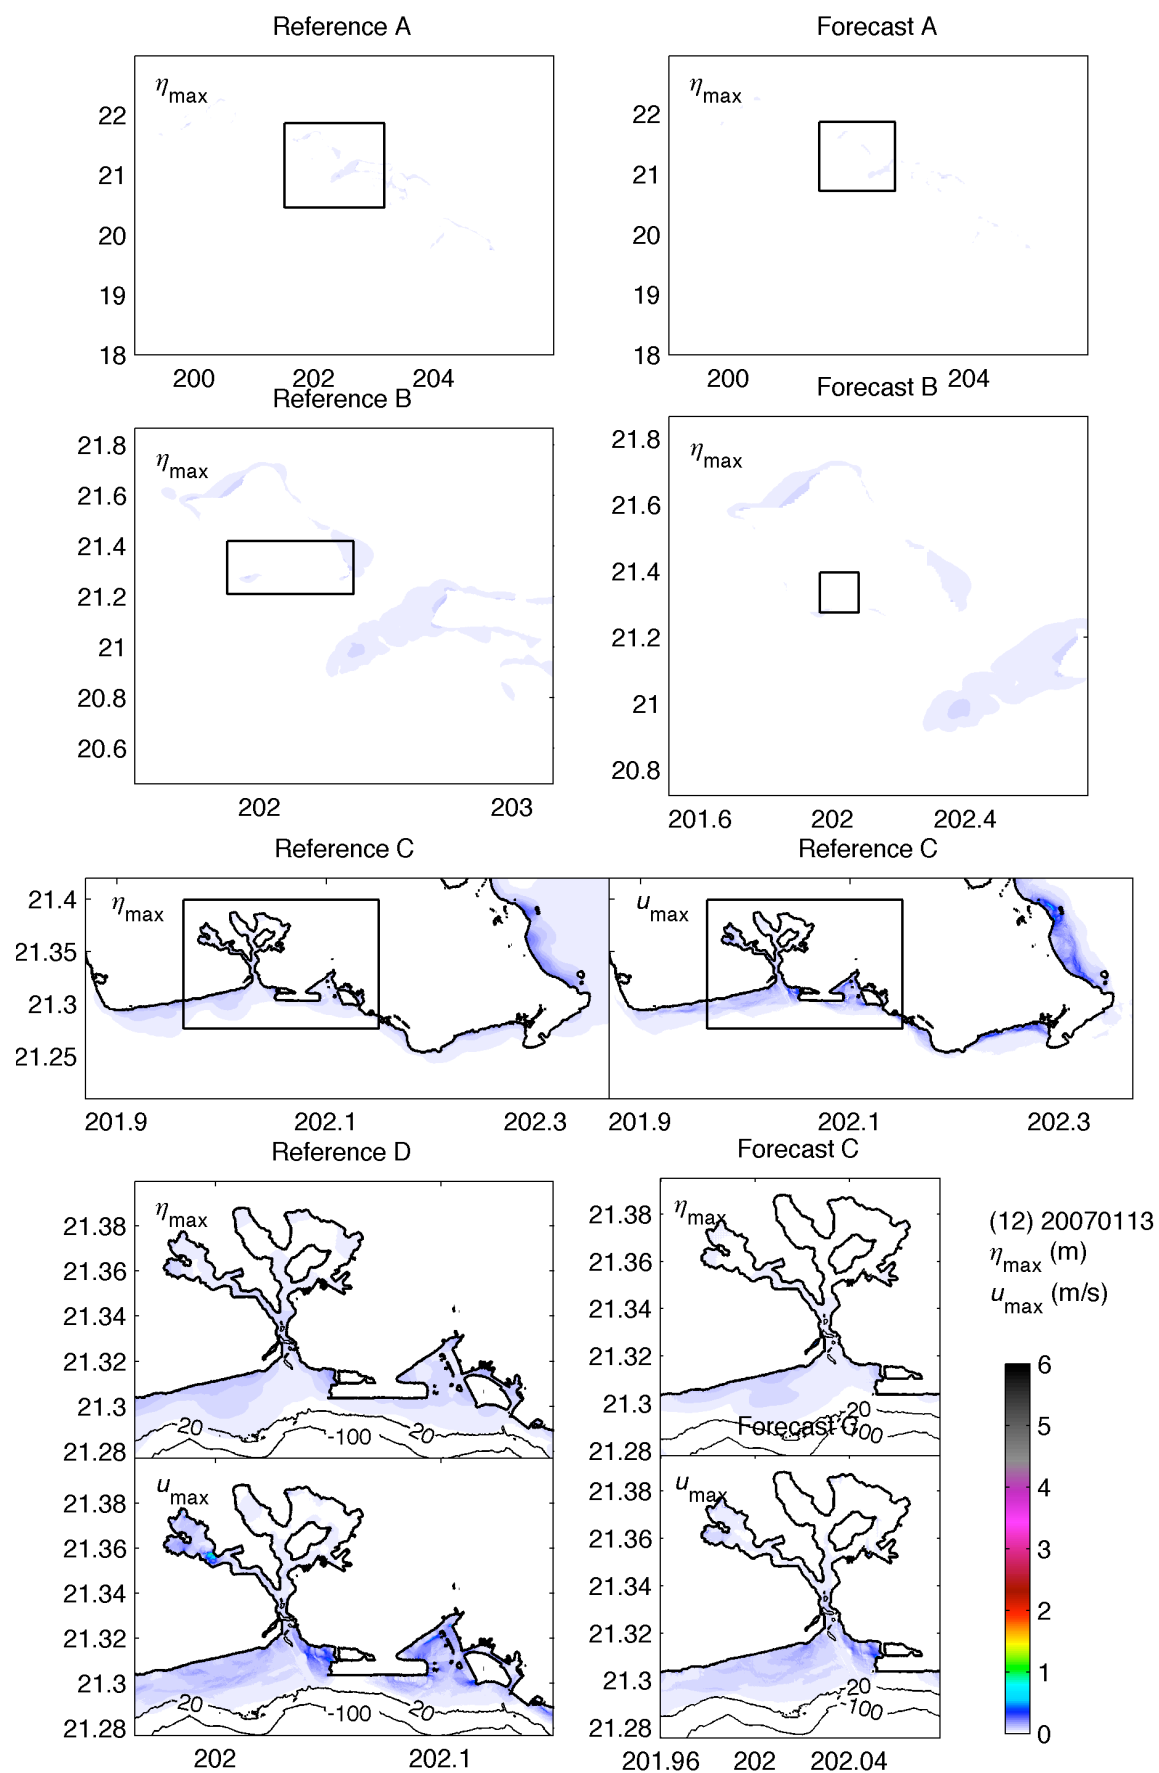 Reference A
Forecast A
ηmax
ηmax
22
21
20
19
18
22
21
20
19
18
200 202 204
200 204
Reference B
Forecast B
ηmax
ηmax
21.8
21.6
21.4
21.2
21
20.8
20.6
21.8
21.6
21.4
21.2
21
20.8
202 203
201.6 202 202.4
Reference C
Reference C
ηmax
umax
21.4
21.35
21.3
21.25
201.9 202.1 202.3
201.9 202.1 202.3
Reference D
Forecast C
ηmax
21.38
21.36
21.34
21.32
21.3
21.28
20 -100 20
ηmax
21.38
21.36
21.34
21.32
21.3
21.28
-20
-100
Forecast C
umax
21.38
21.36
21.34
21.32
21.3
21.28
20 -100 20
202 202.1
umax
21.38
21.36
21.34
21.32
21.3
21.28
-20
-100
201.96 202 202.04
(12) 20070113
ηmax (m)
umax (m/s)
6
5
4
3
2
1
0